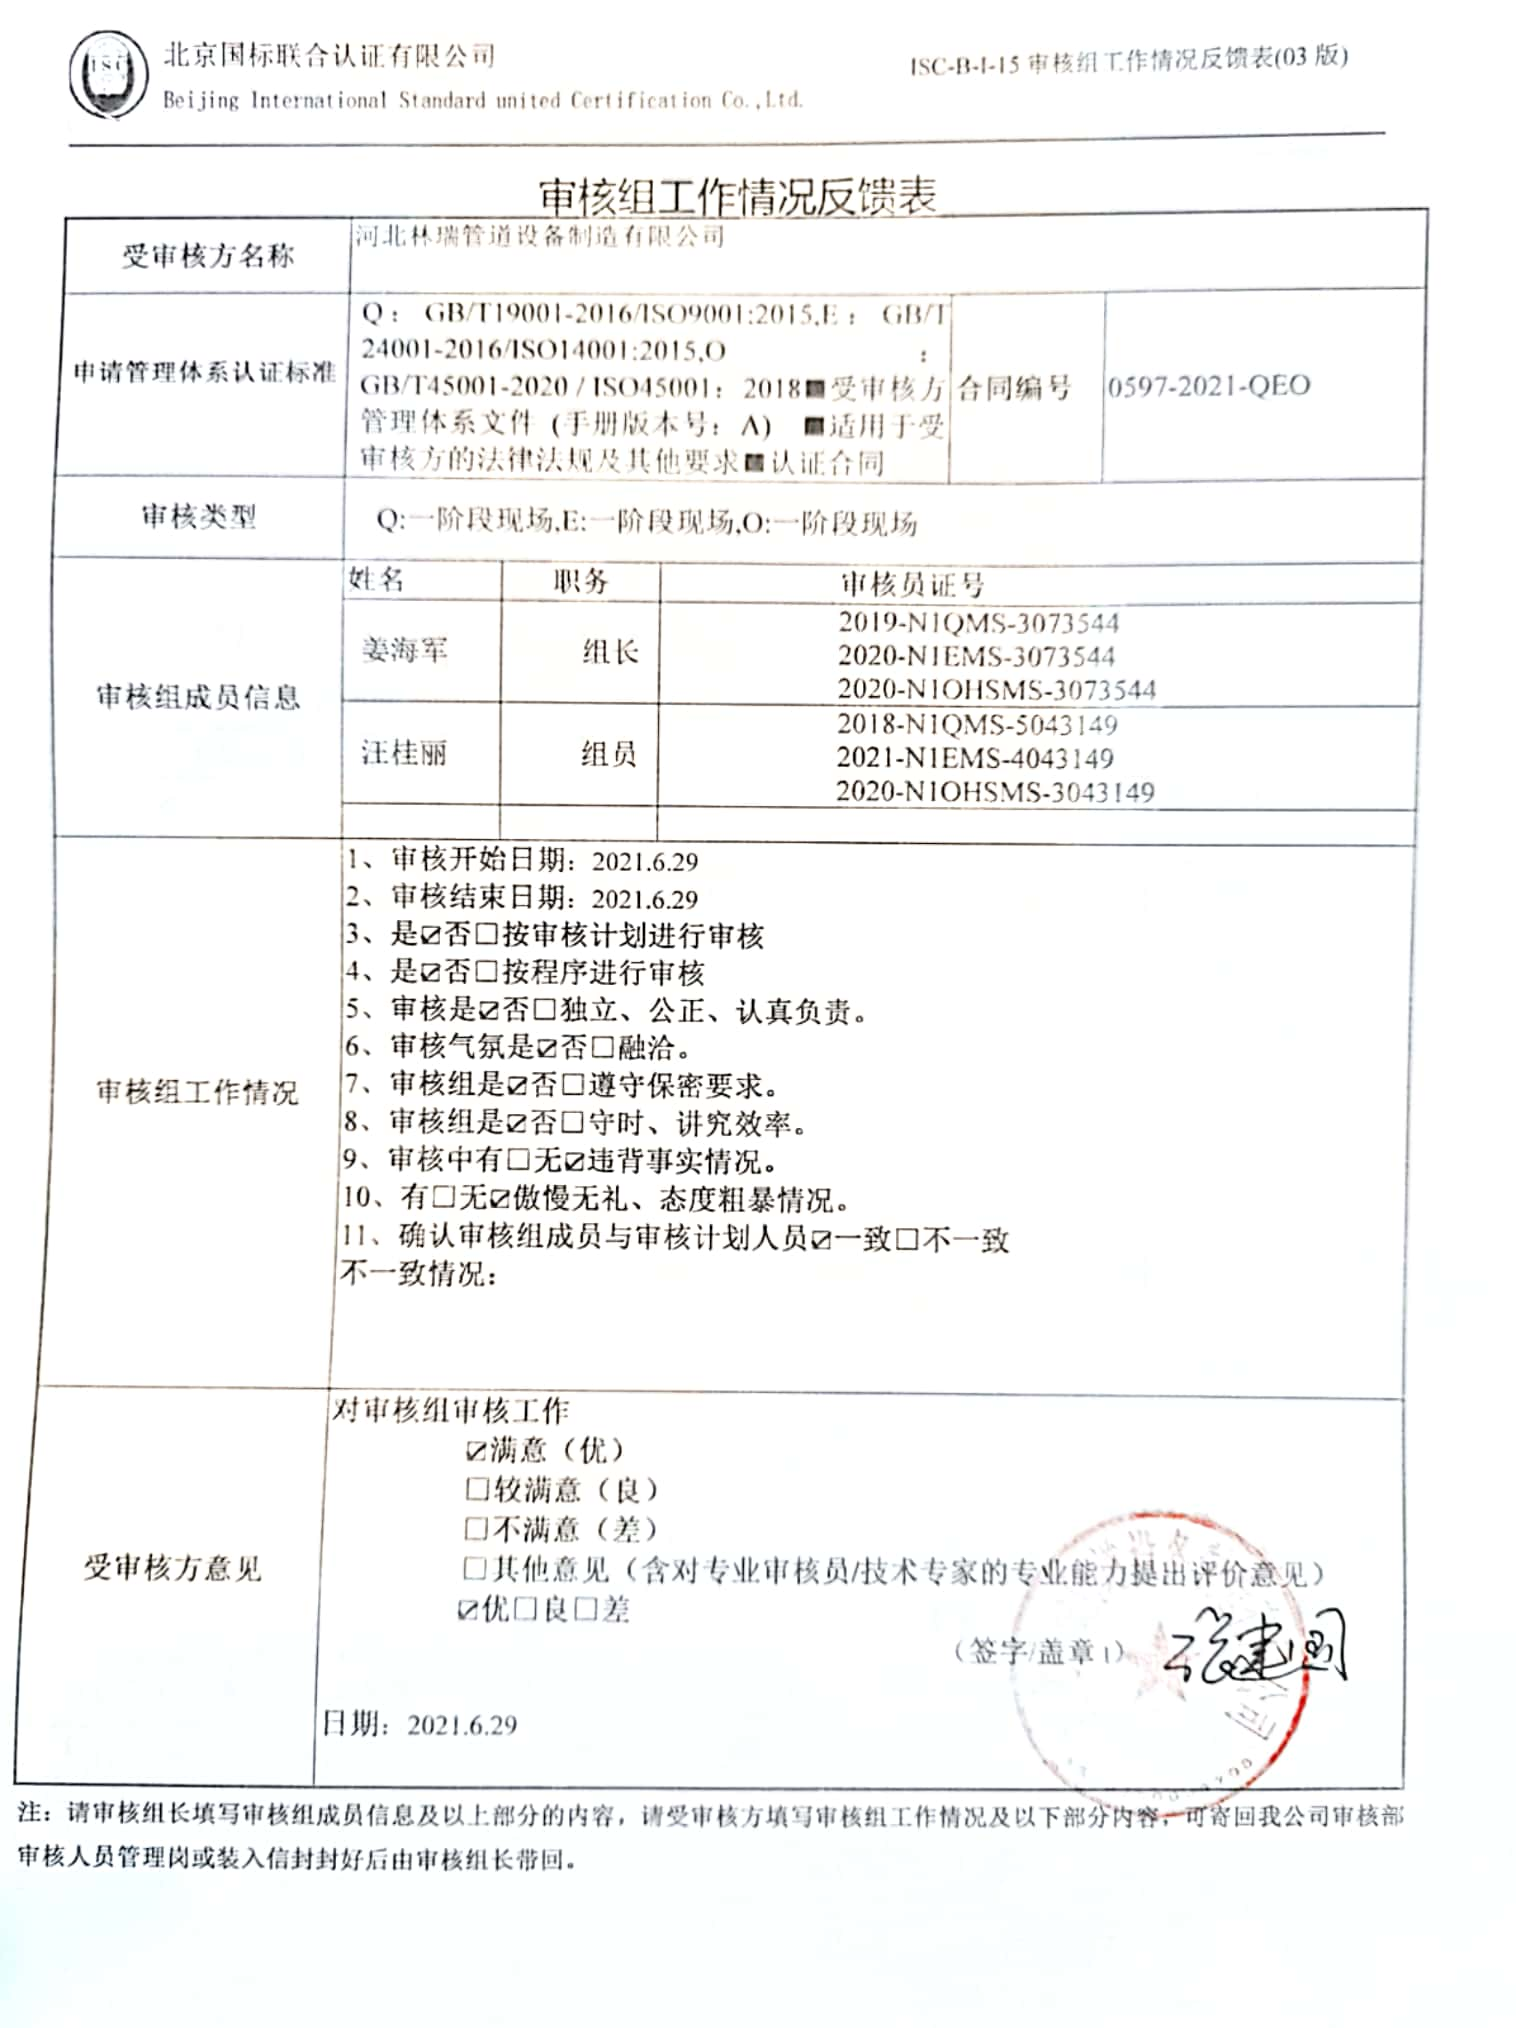 北京国标联合认证有限公司
ISC-B-I-15 审核组工作情况反馈表(03 版)
Beijing International Standard united Certification Co.,Ltd.
审核组工作情况反馈表
受审核方名称
河北林瑞管道设备制造有限公司
申请管理体系认证标准
Q： GB/T19001-2016/ISO9001:2015,E： GB/T
24001-2016/ISO14001:2015,O ：
GB/T45001-2020 / ISO45001：2018■受审核方
管理体系文件 (手册版本号：A) ■适用于受
审核方的法律法规及其他要求■认证合同
合同编号
0597-2021-QEO
审核类型
Q:一阶段现场,E:一阶段现场,O:一阶段现场
审核组成员信息
姓名 职务 审核员证号
姜海军 组长
2019-N1QMS-3073544
2020-N1EMS-3073544
2020-N1OHSMS-3073544
汪桂丽 组员
2018-N1QMS-5043149
2021-N1EMS-4043149
2020-N1OHSMS-3043149
审核组工作情况
1、审核开始日期：2021.6.29
2、审核结束日期：2021.6.29
3、是☑否□按审核计划进行审核
4、是☑否□按程序进行审核
5、审核是☑否□独立、公正、认真负责。
6、审核气氛是☑否□融洽。
7、审核组是☑否□遵守保密要求。
8、审核组是☑否□守时、讲究效率。
9、审核中有□无☑违背事实情况。
10、有□无☑傲慢无礼、态度粗暴情况。
11、确认审核组成员与审核计划人员☑一致□不一致
不一致情况：
受审核方意见
对审核组审核工作
☑满意（优）
□较满意（良）
□不满意（差）
□其他意见（含对专业审核员/技术专家的专业能力提出评价意见）
☑优□良□差
（签字/盖章）
日期：2021.6.29
注：请审核组长填写审核组成员信息及以上部分的内容，请受审核方填写审核组工作情况及以下部分内容，可寄回我公司审核部
审核人员管理岗或装入信封封好后由审核组长带回。